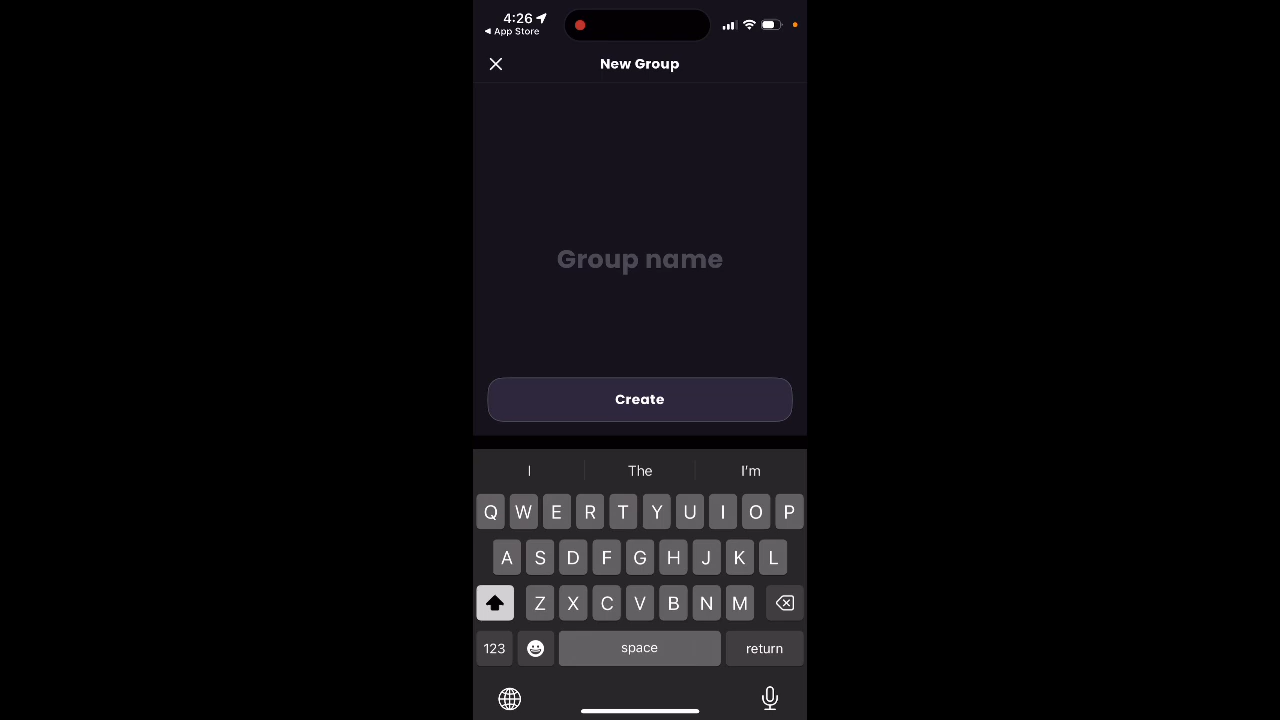 4:26
◀ App Store
New Group
Group name
Create
I The I'm
Q W E R T Y U I O P
A S D F G H J K L
Z X C V B N M
123 space return